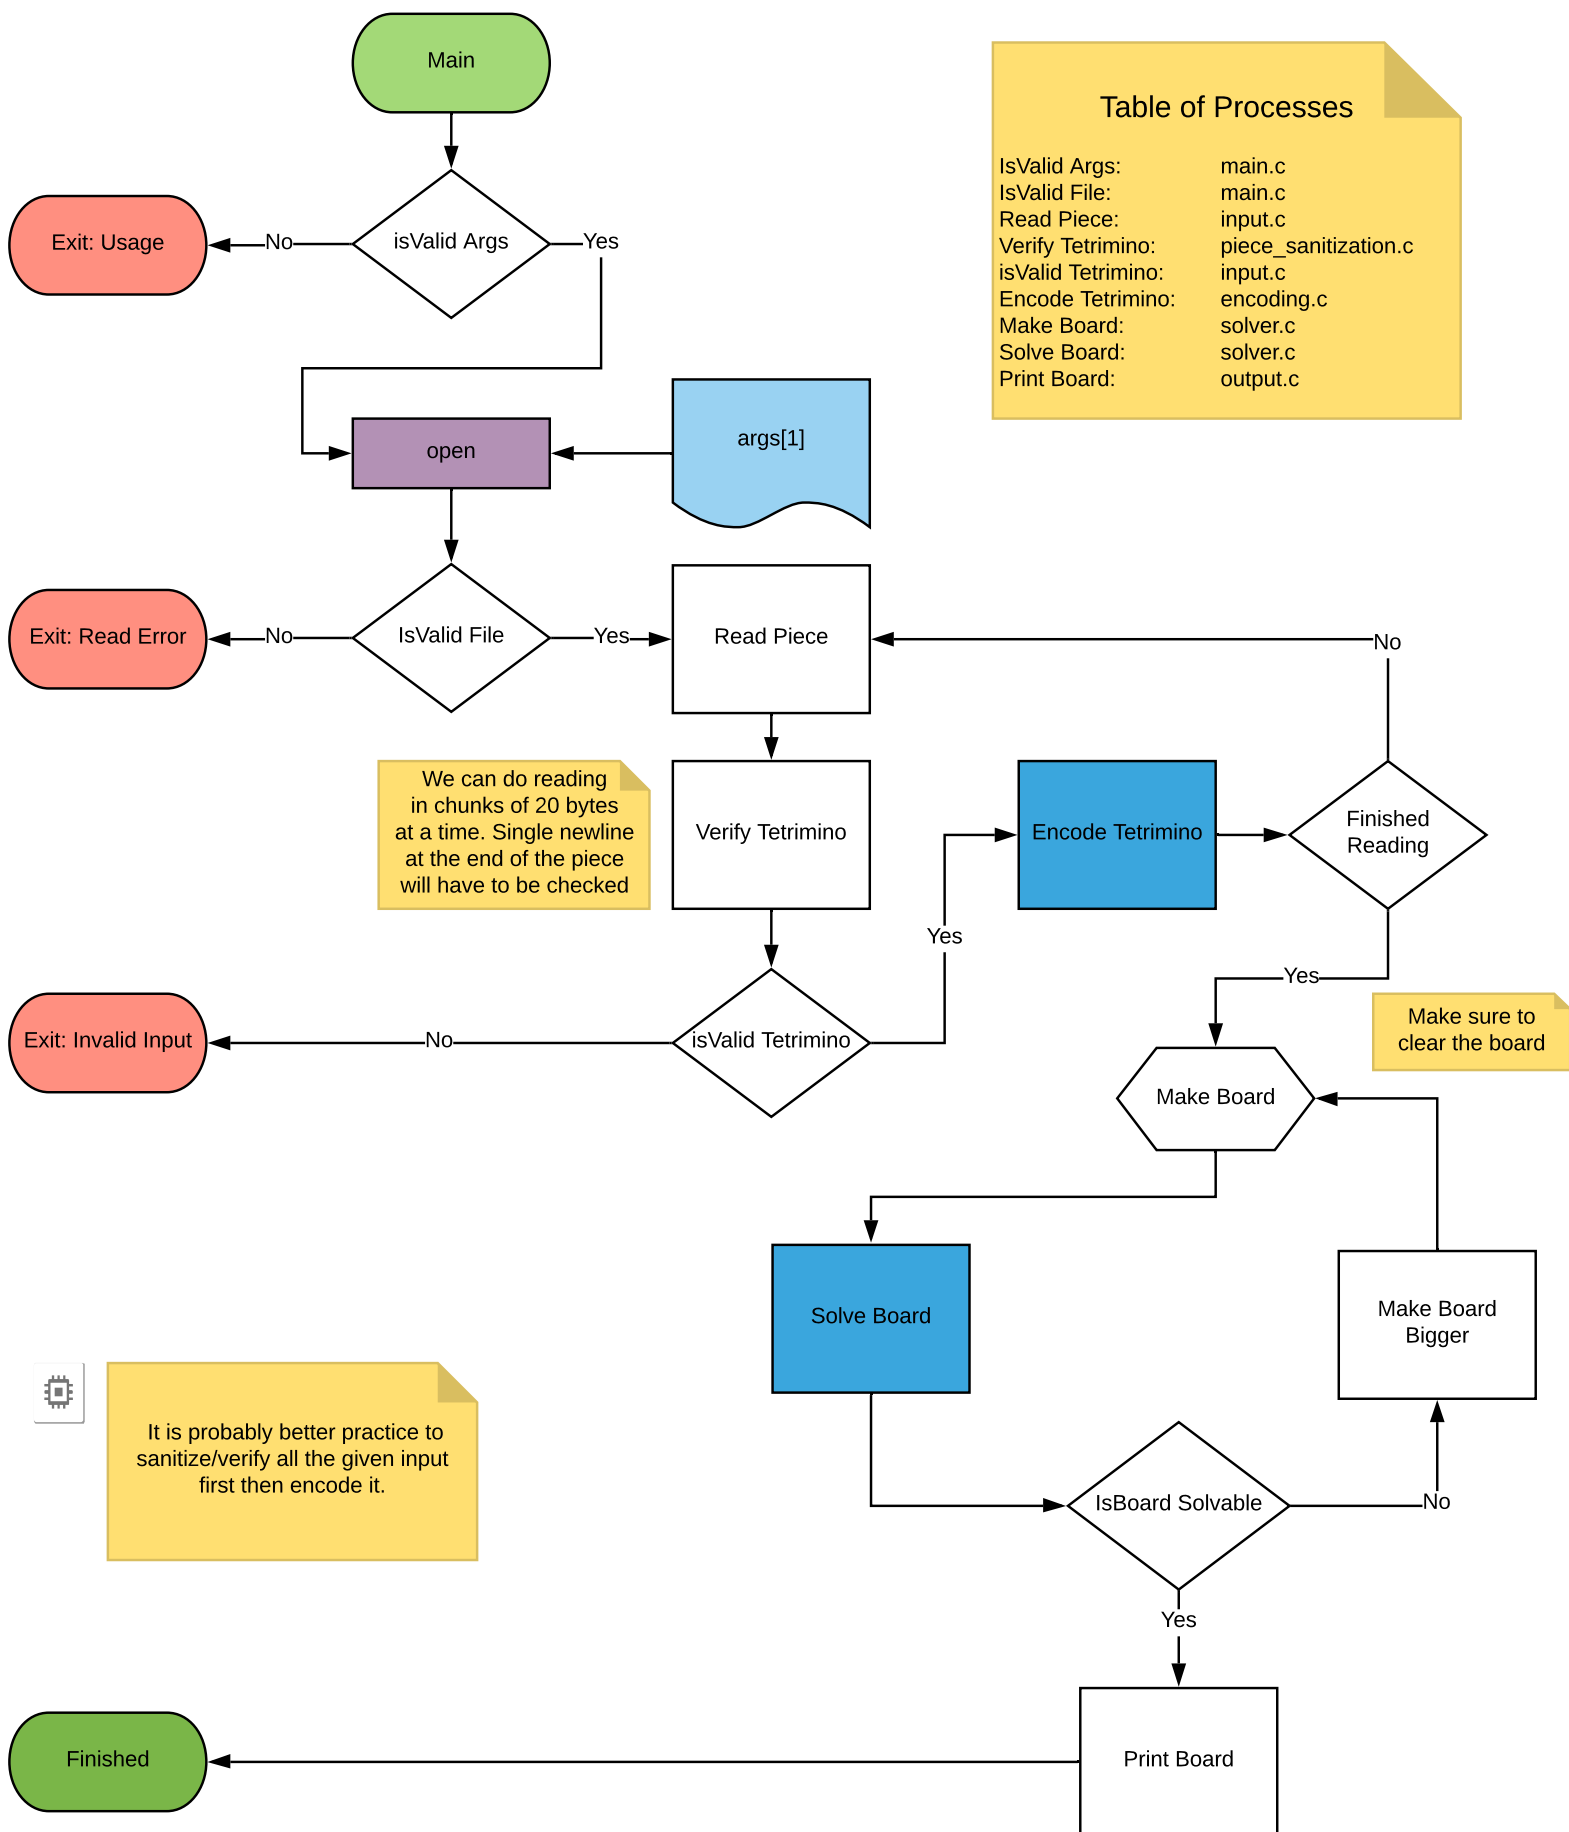 Main
Table of Processes
IsValid Args: main.c
IsValid File: main.c
Read Piece: input.c
Verify Tetrimino: piece_sanitization.c
isValid Tetrimino: input.c
Encode Tetrimino: encoding.c
Make Board: solver.c
Solve Board: solver.c
Print Board: output.c
Exit: Usage
No
isValid Args
Yes
open
args[1]
Exit: Read Error
No
IsValid File
Yes
Read Piece
No
We can do reading
in chunks of 20 bytes
at a time. Single newline
at the end of the piece
will have to be checked
Verify Tetrimino
Encode Tetrimino
Finished
Reading
Yes
Yes
Exit: Invalid Input
No
isValid Tetrimino
Make sure to
clear the board
Make Board
Solve Board
Make Board
Bigger
It is probably better practice to
sanitize/verify all the given input
first then encode it.
IsBoard Solvable
No
Yes
Finished
Print Board